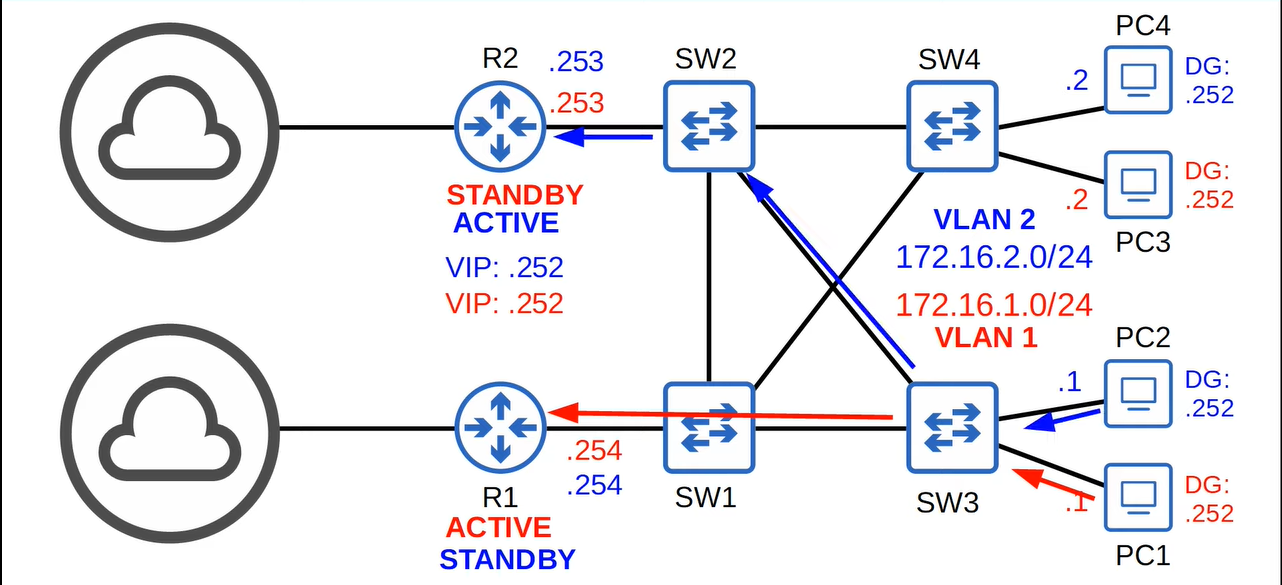 PC4
R2
.253
SW2
SW4
.2
DG:
.252
.253
STANDBY
ACTIVE
VIP: .252
VIP: .252
.2
DG:
.252
PC3
VLAN 2
172.16.2.0/24
172.16.1.0/24
VLAN 1
PC2
.1
DG:
.252
.254
.254
R1
ACTIVE
STANDBY
SW1
SW3
.1
DG:
.252
PC1